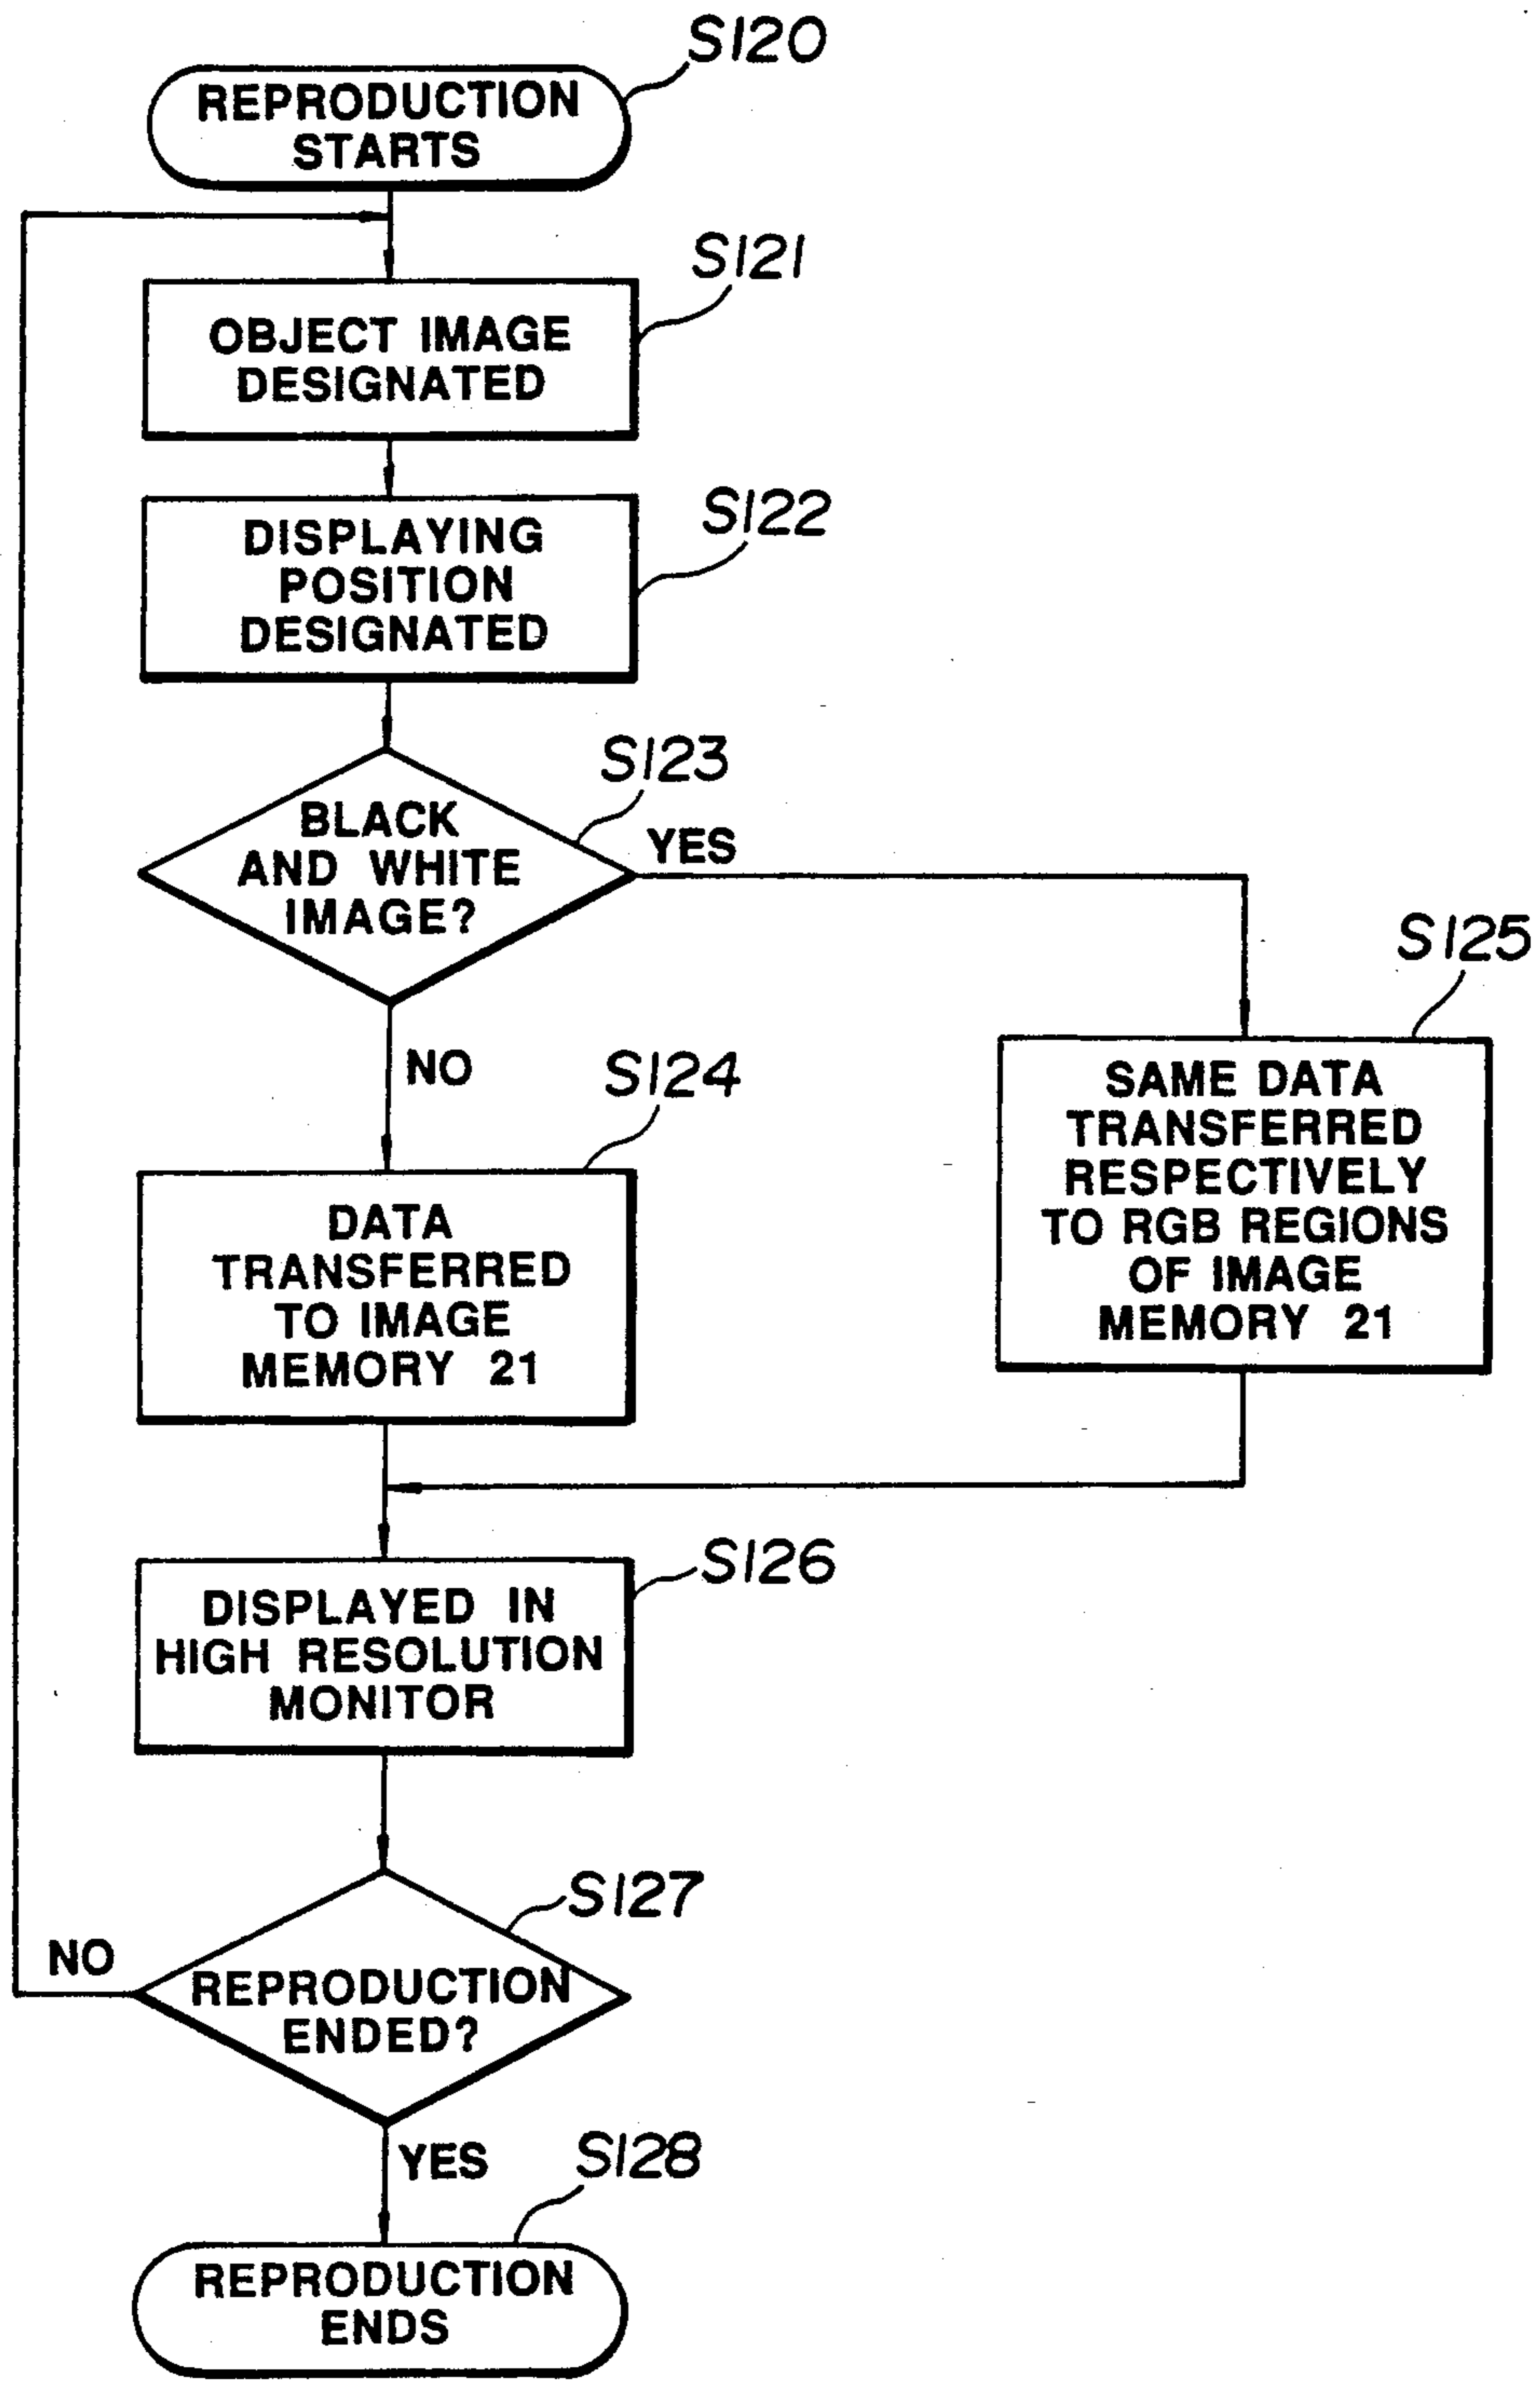 S120
REPRODUCTION
STARTS
S121
OBJECT IMAGE
DESIGNATED
S122
DISPLAYING
POSITION
DESIGNATED
S123
BLACK
AND WHITE
IMAGE?
YES
NO
S124
DATA
TRANSFERRED
TO IMAGE
MEMORY 21
S125
SAME DATA
TRANSFERRED
RESPECTIVELY
TO RGB REGIONS
OF IMAGE
MEMORY 21
S126
DISPLAYED IN
HIGH RESOLUTION
MONITOR
S127
NO
REPRODUCTION
ENDED?
YES
S128
REPRODUCTION
ENDS